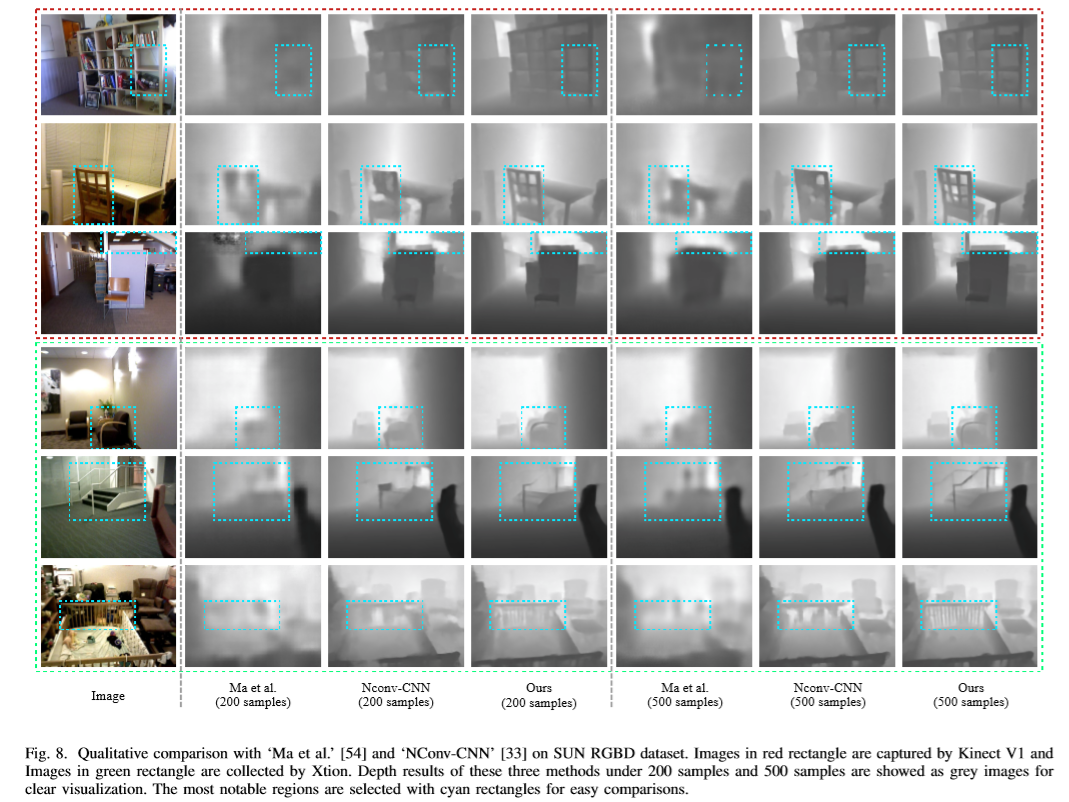 Image
Ma et al.
(200 samples)
Nconv-CNN
(200 samples)
Ours
(200 samples)
Ma et al.
(500 samples)
Nconv-CNN
(500 samples)
Ours
(500 samples)
Fig. 8. Qualitative comparison with ‘Ma et al.’ [54] and ‘NConv-CNN’ [33] on SUN RGBD dataset. Images in red rectangle are captured by Kinect V1 and
Images in green rectangle are collected by Xtion. Depth results of these three methods under 200 samples and 500 samples are showed as grey images for
clear visualization. The most notable regions are selected with cyan rectangles for easy comparisons.